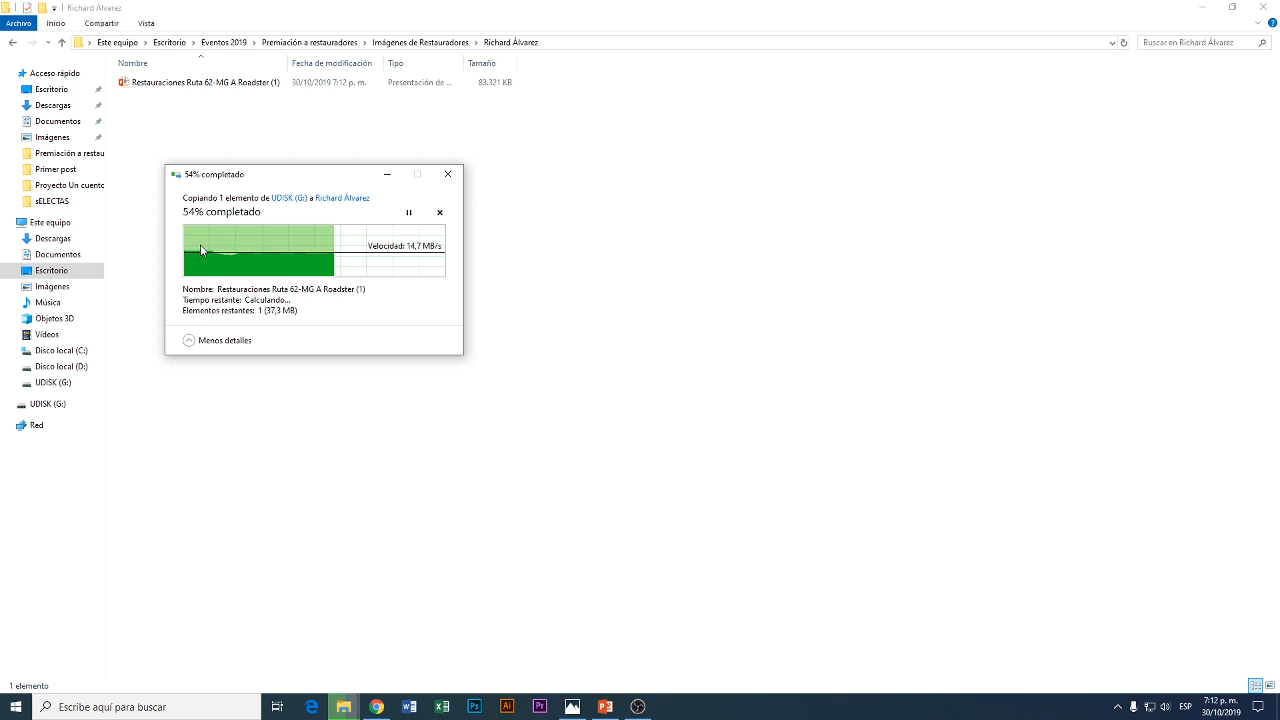 Richard Álvarez
Archivo Inicio Compartir Vista
Este equipo Escritorio Eventos 2019 Premiación a restauradores Imágenes de Restauradores Richard Álvarez
Buscar en Richard Álvarez
Nombre Fecha de modificación Tipo Tamaño
Restauraciones Ruta 62-MG A Roadster (1) 30/10/2019 7:12 p. m. Presentación de ... 83.321 KB
Acceso rápido
Escritorio
Descargas
Documentos
Imágenes
Premiación a restau
Primer post
Proyecto Un cuento
sELECTAS
Este equipo
Descargas
Documentos
Escritorio
Imágenes
Música
Objetos 3D
Vídeos
Disco local (C:)
Disco local (D:)
UDISK (G:)
UDISK (G:)
Red
54% completado
Copiando 1 elemento de UDISK (G:) a Richard Álvarez
54% completado
Velocidad: 14,7 MB/s
Nombre: Restauraciones Ruta 62-MG A Roadster (1)
Tiempo restante: Calculando...
Elementos restantes: 1 (37,3 MB)
Menos detalles
1 elemento
Escribe aquí para buscar
Ps
Ai
Pr
ESP
7:12 p. m.
30/10/2019